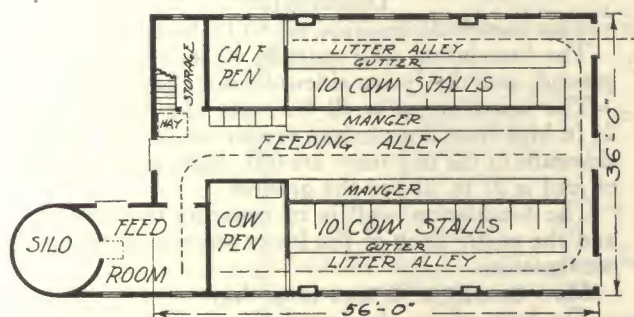 STORAGE
CALF
PEN
LITTER ALLEY
GUTTER
10 COW STALLS
HAY
MANGER
FEEDING ALLEY
36'-0"
MANGER
SILO
FEED
ROOM
COW
PEN
10 COW STALLS
GUTTER
LITTER ALLEY
56'-0"